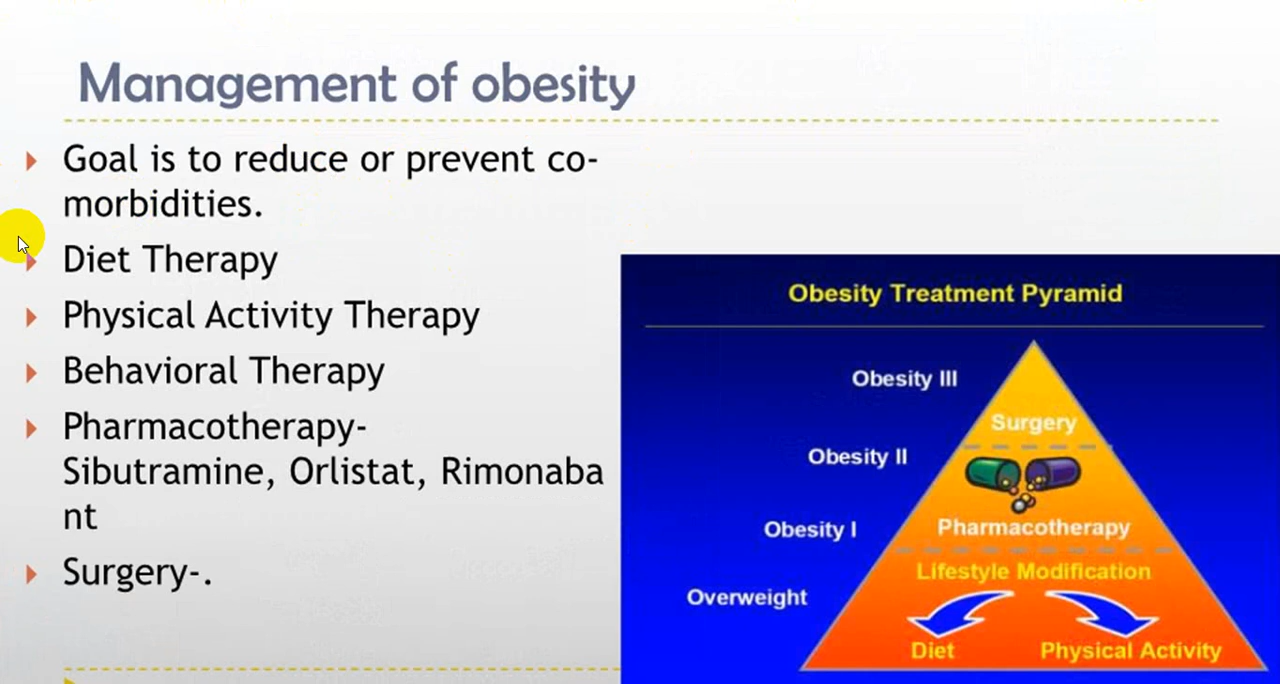 Management of obesity
Goal is to reduce or prevent co-
morbidities.
Diet Therapy
Physical Activity Therapy
Behavioral Therapy
Pharmacotherapy-
Sibutramine, Orlistat, Rimonaba
nt
Surgery-.
Obesity Treatment Pyramid
Obesity III
Surgery
Obesity II
Obesity I
Pharmacotherapy
Lifestyle Modification
Overweight
Diet
Physical Activity